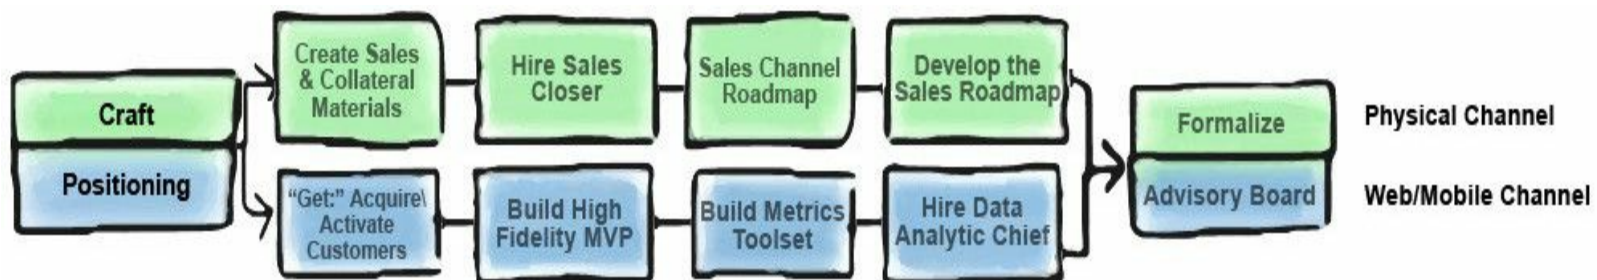 Craft
Positioning
Create Sales
& Collateral
Materials
Hire Sales
Closer
Sales Channel
Roadmap
Develop the
Sales Roadmap
"Get:" Acquire\
Activate
Customers
Build High
Fidelity MVP
Build Metrics
Toolset
Hire Data
Analytic Chief
Formalize
Advisory Board
Physical Channel
Web/Mobile Channel